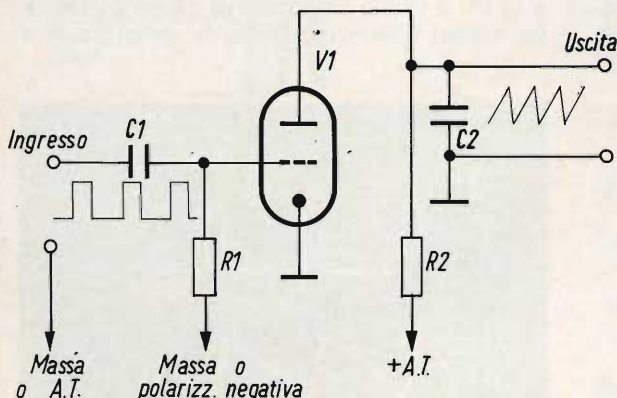 V1
Uscita
C1
Ingresso
C2
R1
R2
Massa
o A.T.
Massa o
polarizz. negativa
+A.T.